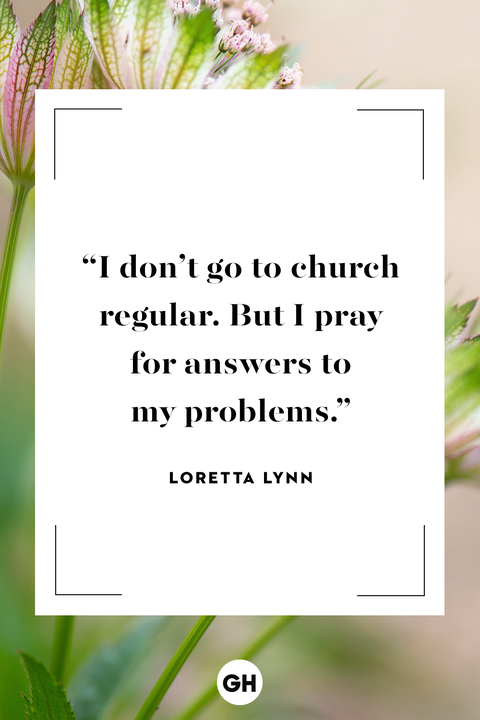 “I don’t go to church
regular. But I pray
for answers to
my problems.”
LORETTA LYNN
GH